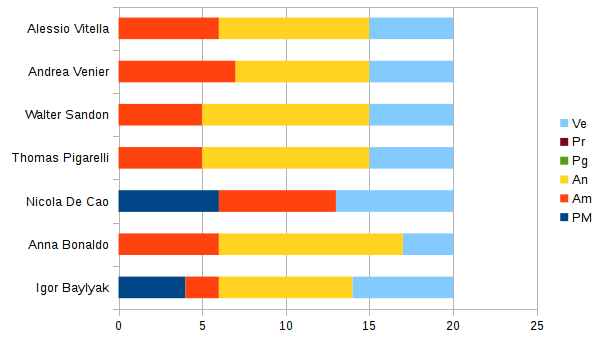 Alessio Vitella
Andrea Venier
Walter Sandon
Thomas Pigarelli
Nicola De Cao
Anna Bonaldo
Igor Baylyak
0 5 10 15 20 25
Ve
Pr
Pg
An
Am
PM